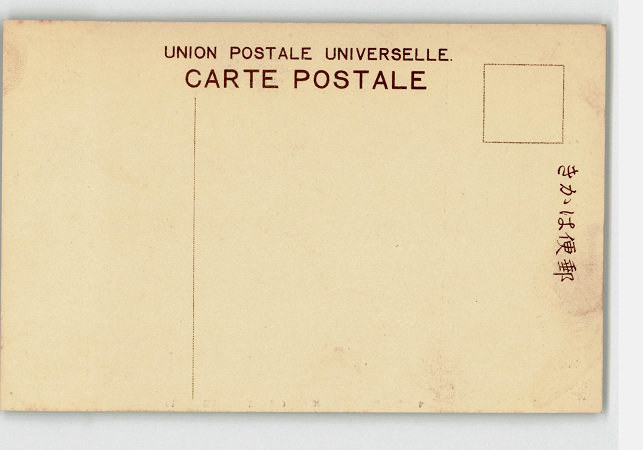 UNION POSTALE UNIVERSELLE.
CARTE POSTALE
きかは便郵